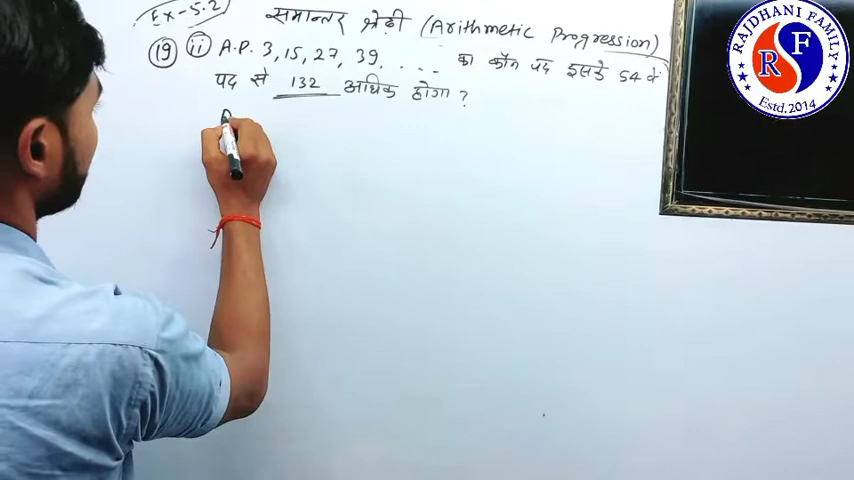 Ex-5.2
समान्तर श्रेढ़ी (Arithmetic Progression)
19 ii A.P. 3, 15, 27, 39, .... का कौन पद इसके 54 वें
पद से 132 अधिक होगा ?
RAJDHANI FAMILY
R F
Estd. 2014